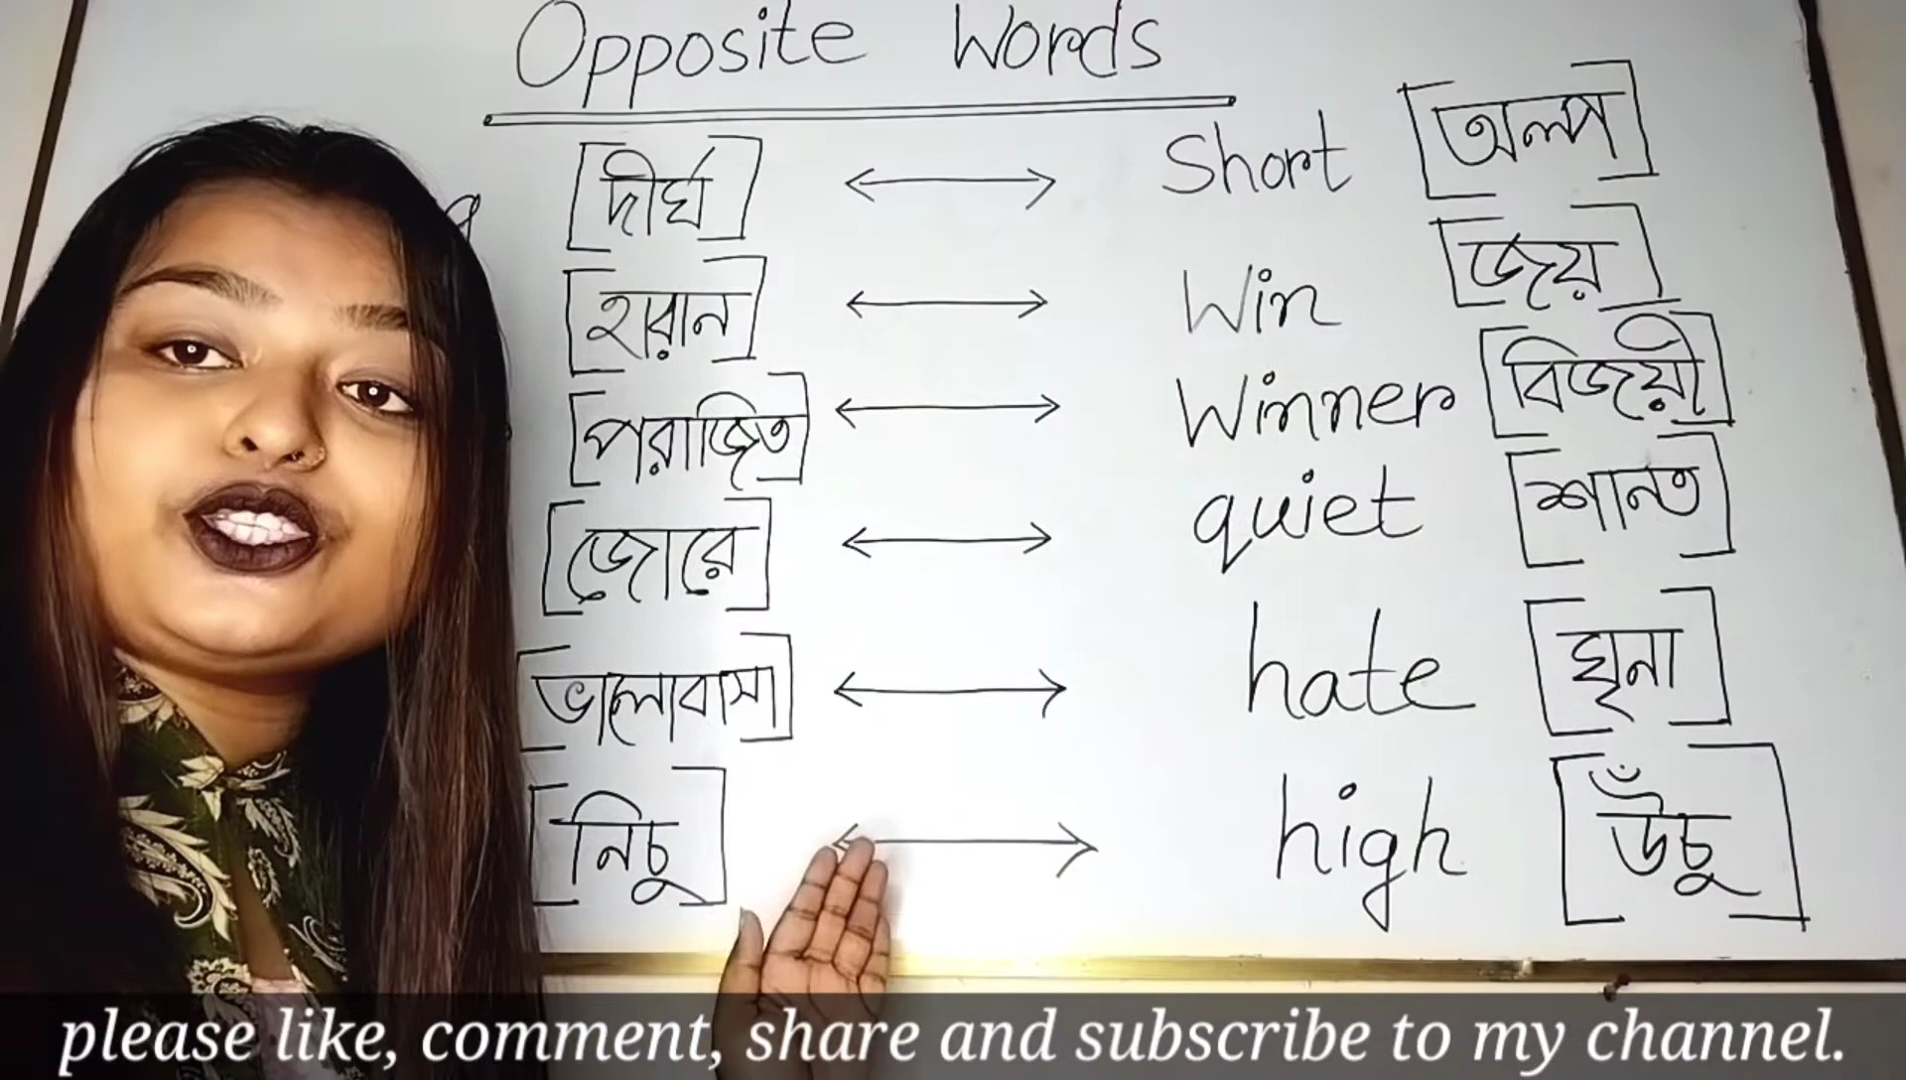 Opposite Words
[দীর্ঘ] ↔ Short [অল্প]
[হারান] ↔ Win [জয়]
[পরাজিত] ↔ Winner [বিজয়ী]
[জোরে] ↔ quiet [শান্ত]
[ভালোবাসা] ↔ hate [ঘৃনা]
[নিচু] ↔ high [উঁচু]
please like, comment, share and subscribe to my channel.